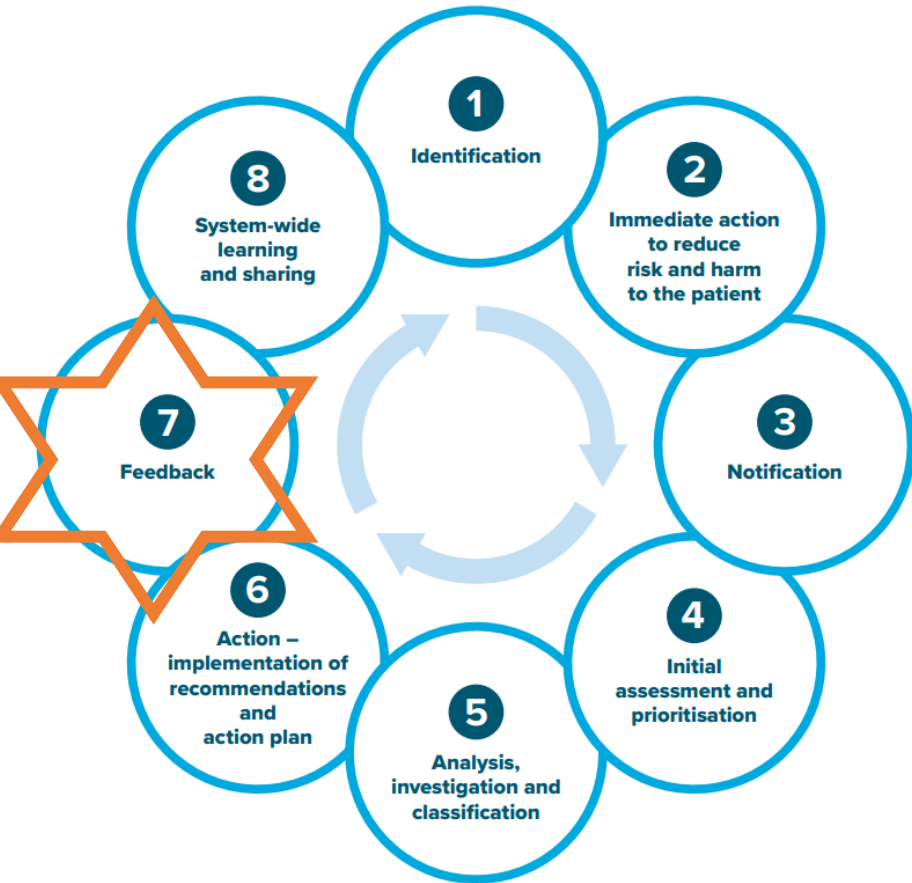 1
Identification
2
Immediate action
to reduce
risk and harm
to the patient
3
Notification
4
Initial
assessment and
prioritisation
5
Analysis,
investigation and
classification
6
Action –
implementation of
recommendations
and
action plan
7
Feedback
8
System-wide
learning
and sharing